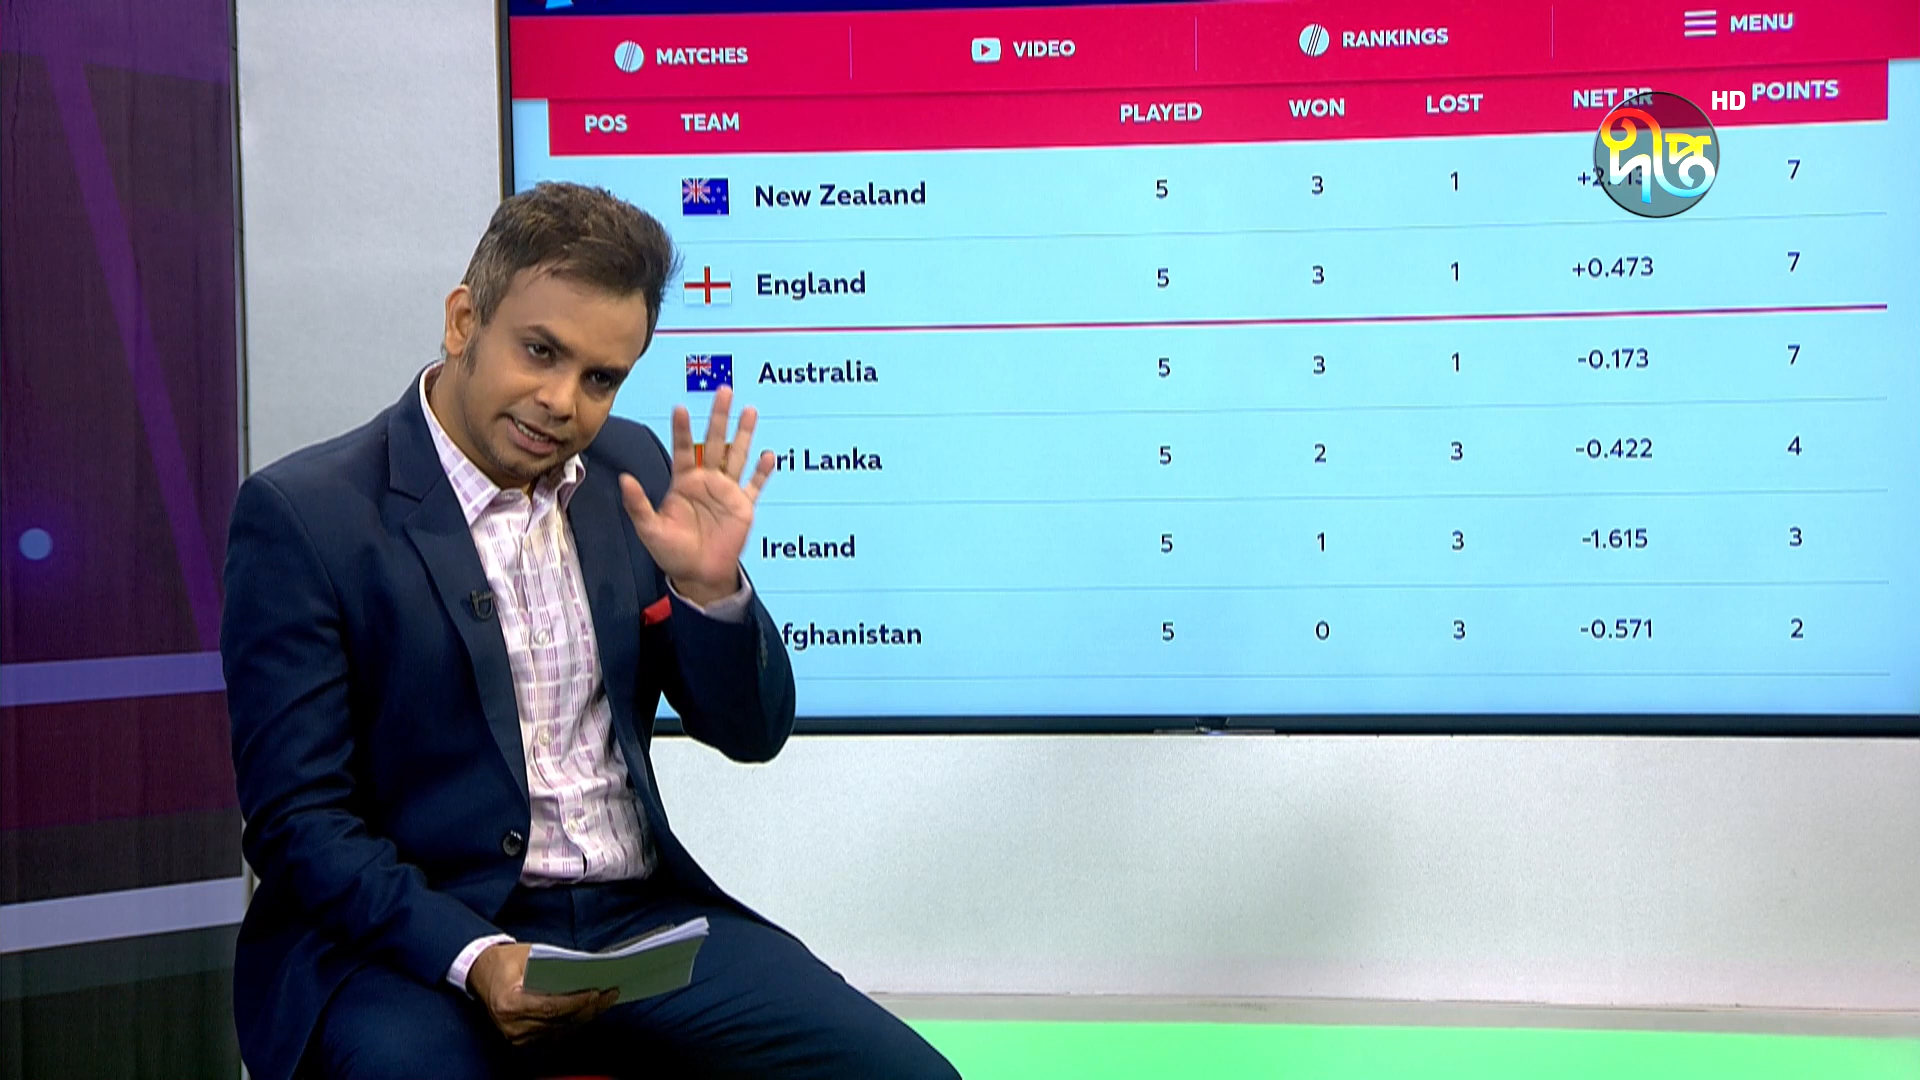 MATCHES VIDEO RANKINGS MENU
POS TEAM PLAYED WON LOST NET RR POINTS
HD
দীপ্ত
New Zealand 5 3 1 7
England 5 3 1 +0.473 7
Australia 5 3 1 -0.173 7
Lanka 5 2 3 -0.422 4
Ireland 5 1 3 -1.615 3
fghanistan 5 0 3 -0.571 2